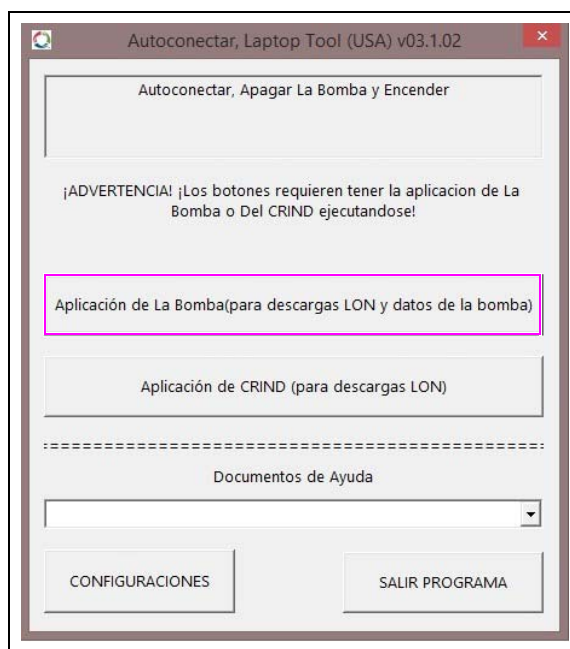 Autoconectar, Laptop Tool (USA) v03.1.02
Autoconectar, Apagar La Bomba y Encender
¡ADVERTENCIA! ¡Los botones requieren tener la aplicacion de La
Bomba o Del CRIND ejecutandose!
Aplicación de La Bomba(para descargas LON y datos de la bomba)
Aplicación de CRIND (para descargas LON)
Documentos de Ayuda
CONFIGURACIONES
SALIR PROGRAMA